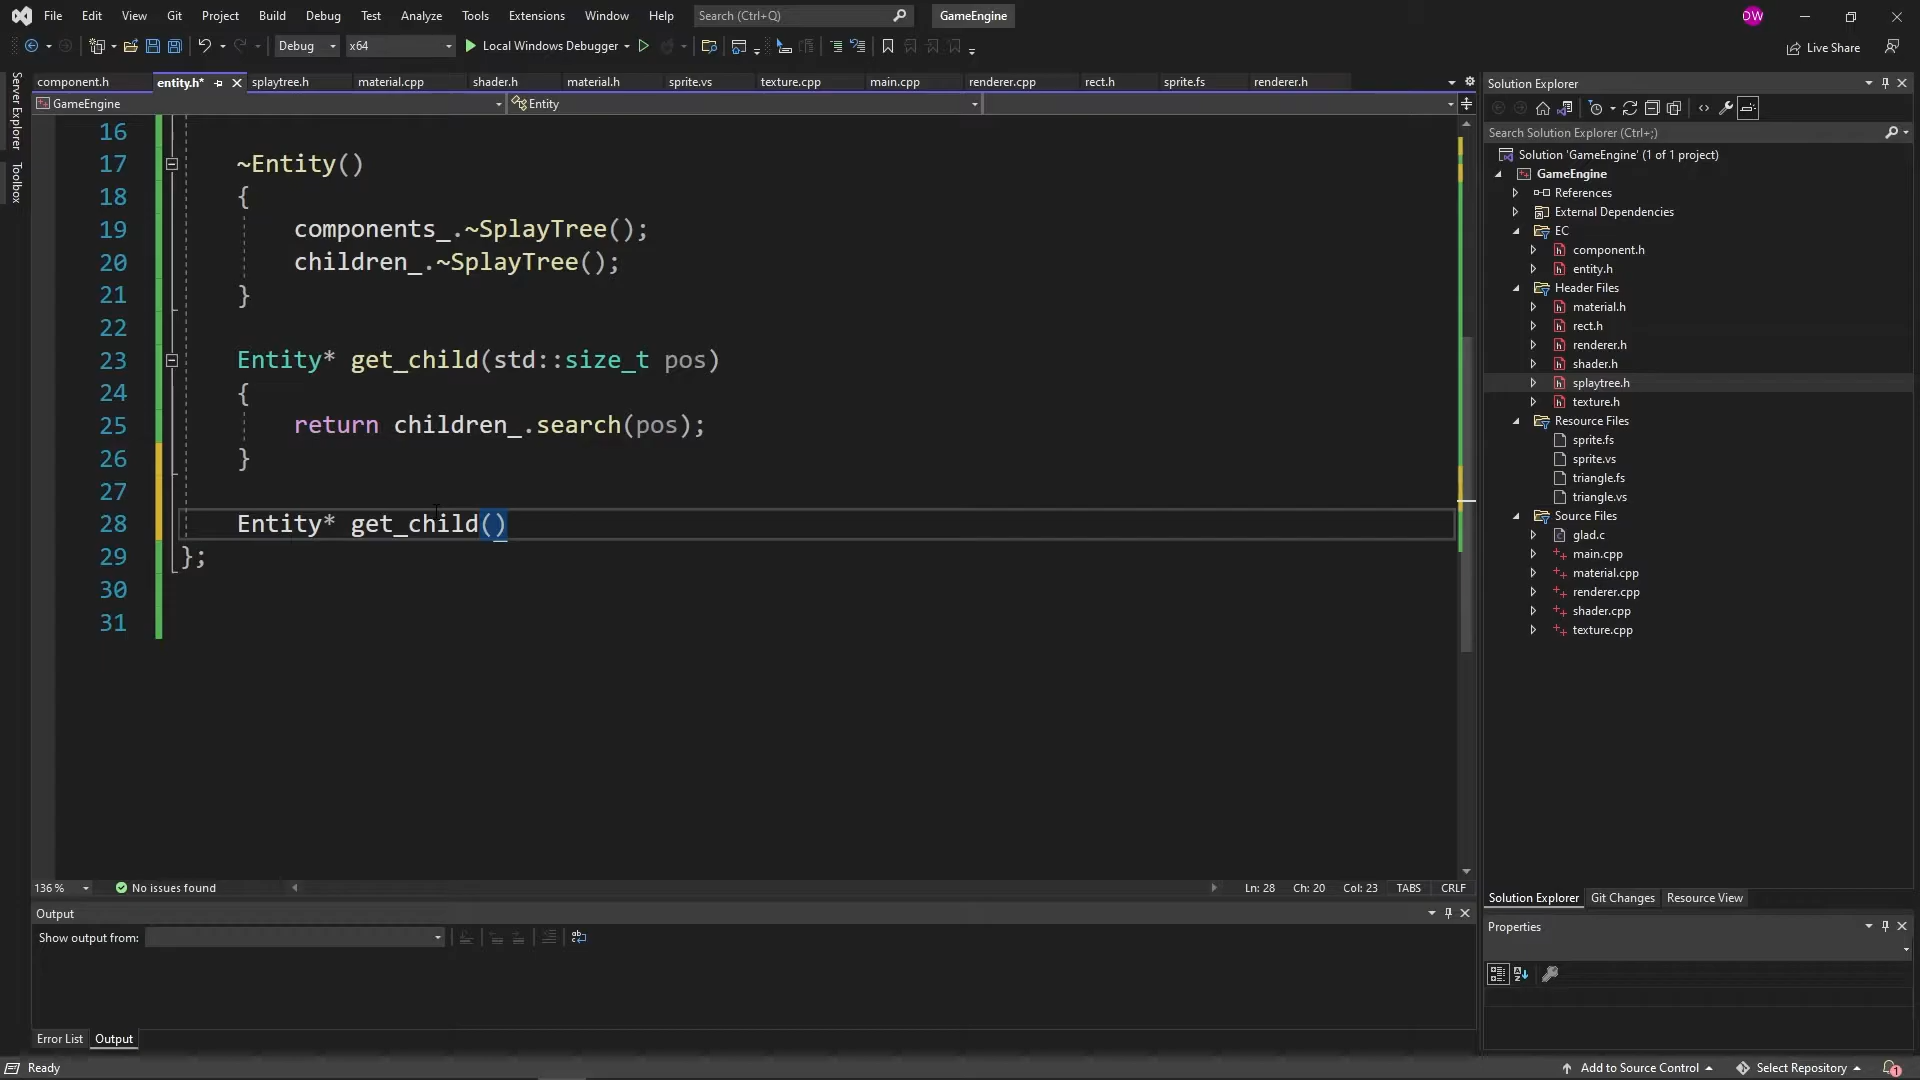 File Edit View Git Project Build Debug Test Analyze Tools Extensions Window Help Search (Ctrl+Q) GameEngine DW
Debug x64 Local Windows Debugger Live Share
Server Explorer
Toolbox
component.h entity.h* splaytree.h material.cpp shader.h material.h sprite.vs texture.cpp main.cpp renderer.cpp rect.h sprite.fs renderer.h
GameEngine Entity
16
17 ~Entity()
18 {
19 components_.~SplayTree();
20 children_.~SplayTree();
21 }
22
23 Entity* get_child(std::size_t pos)
24 {
25 return children_.search(pos);
26 }
27
28 Entity* get_child()
29 };
30
31
136 % No issues found Ln: 28 Ch: 20 Col: 23 TABS CRLF
Output
Show output from:
Error List Output
Solution Explorer
Search Solution Explorer (Ctrl+;)
Solution 'GameEngine' (1 of 1 project)
GameEngine
References
External Dependencies
EC
component.h
entity.h
Header Files
material.h
rect.h
renderer.h
shader.h
splaytree.h
texture.h
Resource Files
sprite.fs
sprite.vs
triangle.fs
triangle.vs
Source Files
glad.c
main.cpp
material.cpp
renderer.cpp
shader.cpp
texture.cpp
Solution Explorer Git Changes Resource View
Properties
Ready Add to Source Control Select Repository 1